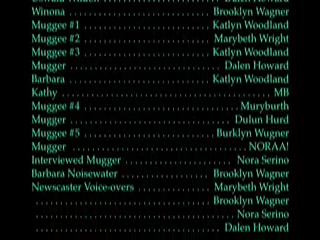 Winona . . . . . . . . . . . . . . . . . . . . . Brooklyn Wagner
Muggee #1 . . . . . . . . . . . . . . . . . . . Katlyn Woodland
Muggee #2 . . . . . . . . . . . . . . . . . . . Marybeth Wright
Muggee #3 . . . . . . . . . . . . . . . . . . . Katlyn Woodland
Mugger . . . . . . . . . . . . . . . . . . . . . . . Dalen Howard
Barbara . . . . . . . . . . . . . . . . . . . . . Katlyn Woodland
Kathy . . . . . . . . . . . . . . . . . . . . . . . . . . . . . . . MB
Muggee #4 . . . . . . . . . . . . . . . . . . . . . . . Muryburth
Mugger . . . . . . . . . . . . . . . . . . . . . . . . Dulun Hurd
Muggee #5 . . . . . . . . . . . . . . . . . . . Burklyn Wugner
Mugger . . . . . . . . . . . . . . . . . . . . . . . . . . NORAA!
Interviewed Mugger . . . . . . . . . . . . . . . Nora Serino
Barbara Noisewater . . . . . . . . . . . . Brooklyn Wagner
Newscaster Voice-overs . . . . . . . . . . Marybeth Wright
. . . . . . . . . . . . . . . . . . . . . . . . . . . Brooklyn Wagner
. . . . . . . . . . . . . . . . . . . . . . . . . . . . . . Nora Serino
. . . . . . . . . . . . . . . . . . . . . . . . . . . . Dalen Howard